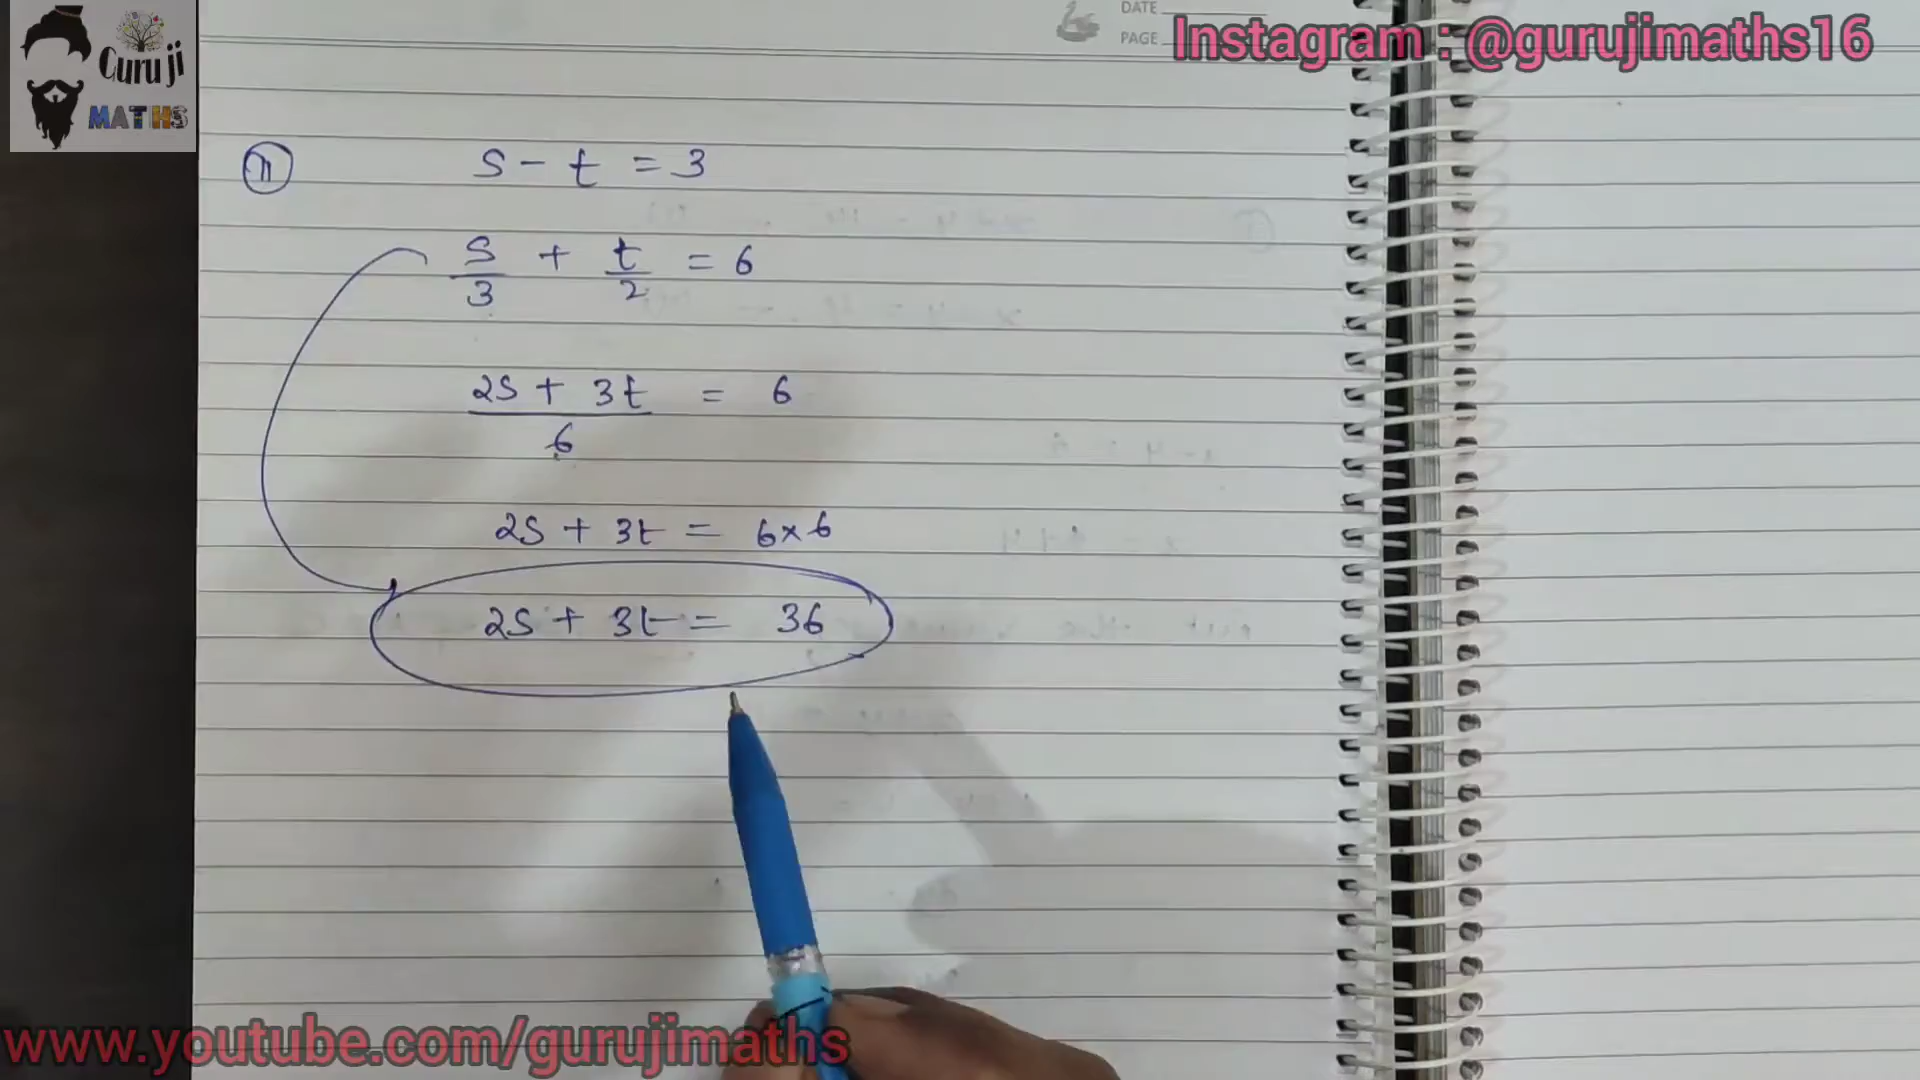 Guru ji
MATHS
DATE
PAGE
Instagram : @gurujimaths16
II
S - t = 3
S/3 + t/2 = 6
2S + 3t / 6 = 6
2S + 3t = 6×6
2S + 3t = 36
www.youtube.com/gurujimaths